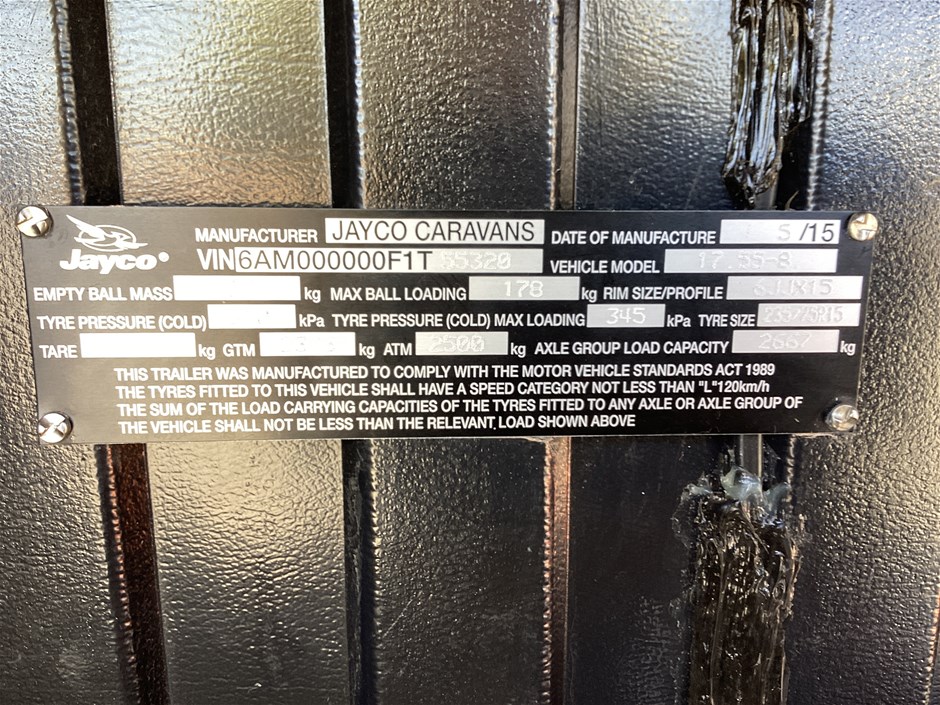 Jayco®
MANUFACTURER JAYCO CARAVANS DATE OF MANUFACTURE 5 /15
VIN 6AM000000F1T 55320 VEHICLE MODEL 17.55-8
EMPTY BALL MASS kg MAX BALL LOADING 178 kg RIM SIZE/PROFILE
TYRE PRESSURE (COLD) kPa TYRE PRESSURE (COLD) MAX LOADING 345 kPa TYRE SIZE
TARE kg GTM kg ATM 2500 kg AXLE GROUP LOAD CAPACITY 2667 kg
THIS TRAILER WAS MANUFACTURED TO COMPLY WITH THE MOTOR VEHICLE STANDARDS ACT 1989
THE TYRES FITTED TO THIS VEHICLE SHALL HAVE A SPEED CATEGORY NOT LESS THAN "L"120km/h
THE SUM OF THE LOAD CARRYING CAPACITIES OF THE TYRES FITTED TO ANY AXLE OR AXLE GROUP OF
THE VEHICLE SHALL NOT BE LESS THAN THE RELEVANT LOAD SHOWN ABOVE